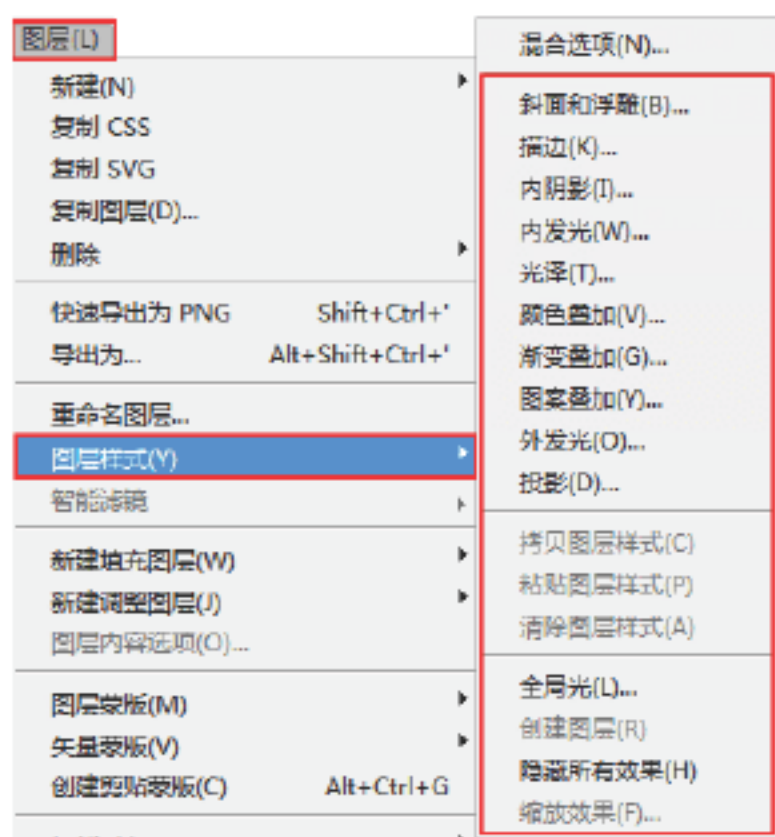 图层(L)
新建(N)
复制 CSS
复制 SVG
复制图层(D)...
删除
快速导出为 PNG Shift+Ctrl+'
导出为... Alt+Shift+Ctrl+'
重命名图层...
图层样式(Y)
智能滤镜
新建填充图层(W)
新建调整图层(J)
图层内容选项(O)...
图层蒙版(M)
矢量蒙版(V)
创建剪贴蒙版(C) Alt+Ctrl+G
混合选项(N)...
斜面和浮雕(B)...
描边(K)...
内阴影(I)...
内发光(W)...
光泽(T)...
颜色叠加(V)...
渐变叠加(G)...
图案叠加(Y)...
外发光(O)...
投影(D)...
拷贝图层样式(C)
粘贴图层样式(P)
清除图层样式(A)
全局光(L)...
创建图层(R)
隐藏所有效果(H)
缩放效果(F)...